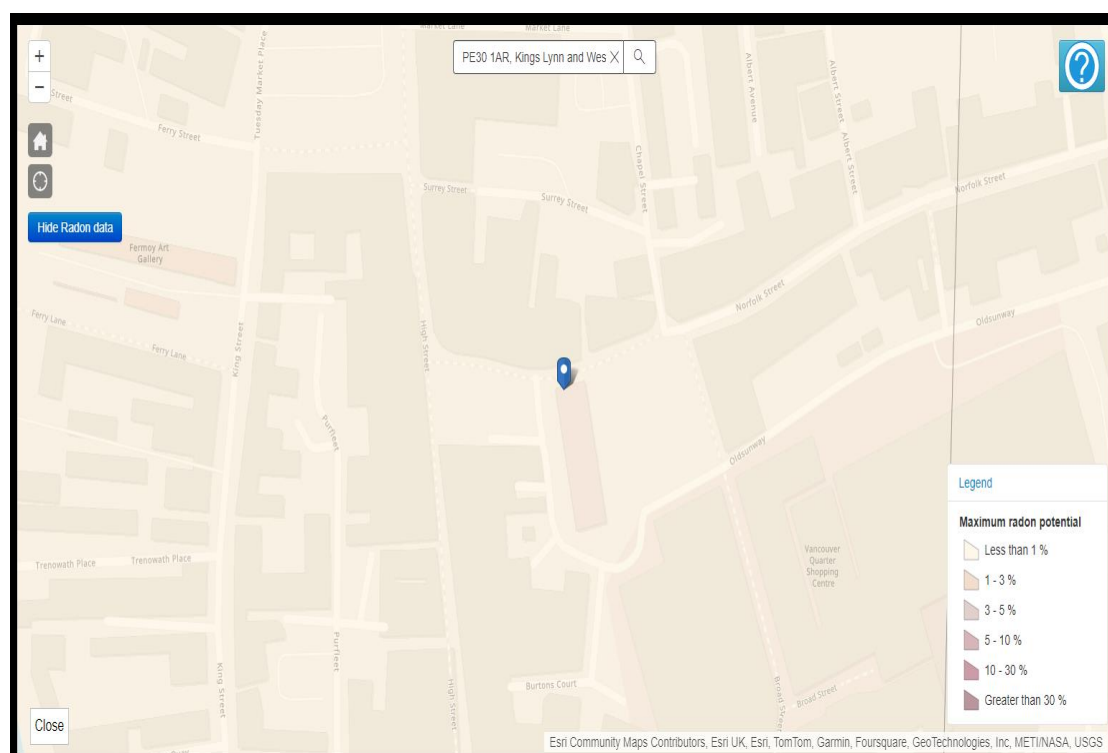 Market Lane
Market Lane
+
−
PE30 1AR, Kings Lynn and Wes
?
Street
Tuesday Market Place
Ferry Street
Albert Avenue
Albert Street
Chapel Street
Norfolk Street
Surrey Street
Surrey Street
Hide Radon data
Fermoy Art
Gallery
Norfolk Street
Ferry Lane
Ferry Lane
King Street
High Street
Oldsunway
Purfleet
Oldsunway
Legend
Maximum radon potential
Less than 1 %
1 - 3 %
3 - 5 %
5 - 10 %
10 - 30 %
Greater than 30 %
Trenowath Place
Trenowath Place
Vancouver
Quarter
Shopping
Centre
Purfleet
King Street
High Street
Burtons Court
Broad Street
Broad Street
Close
Esri Community Maps Contributors, Esri UK, Esri, TomTom, Garmin, Foursquare, GeoTechnologies, Inc, METI/NASA, USGS